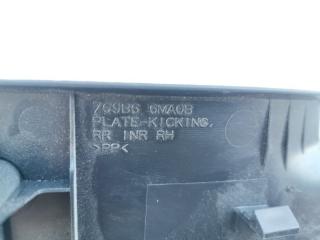 769B6 6MA0B
PLATE-KICKING,
RR INR RH
>PP<